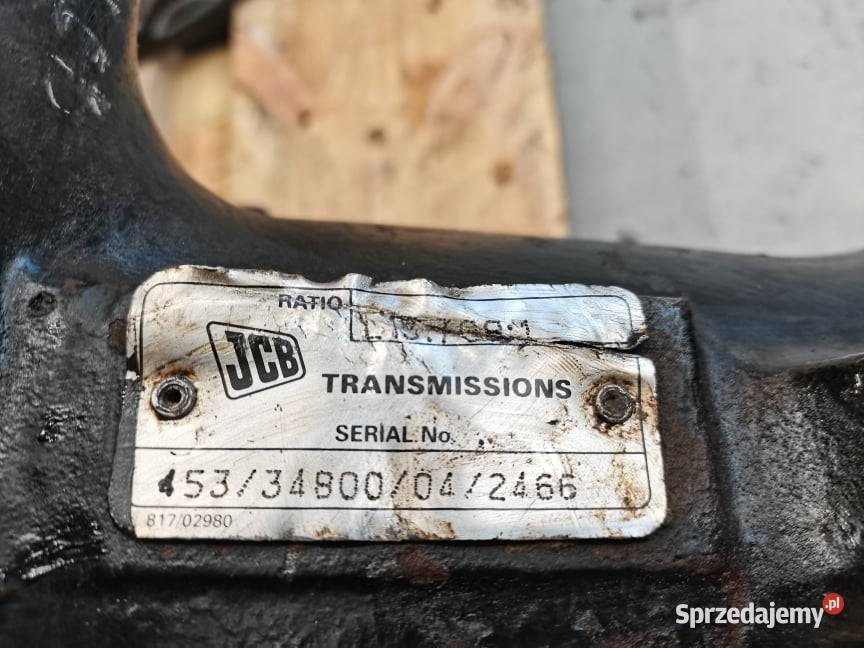 RATIO
JCB
TRANSMISSIONS
SERIAL No.
453/34800/04/2466
817/02980
Sprzedajemy.pl